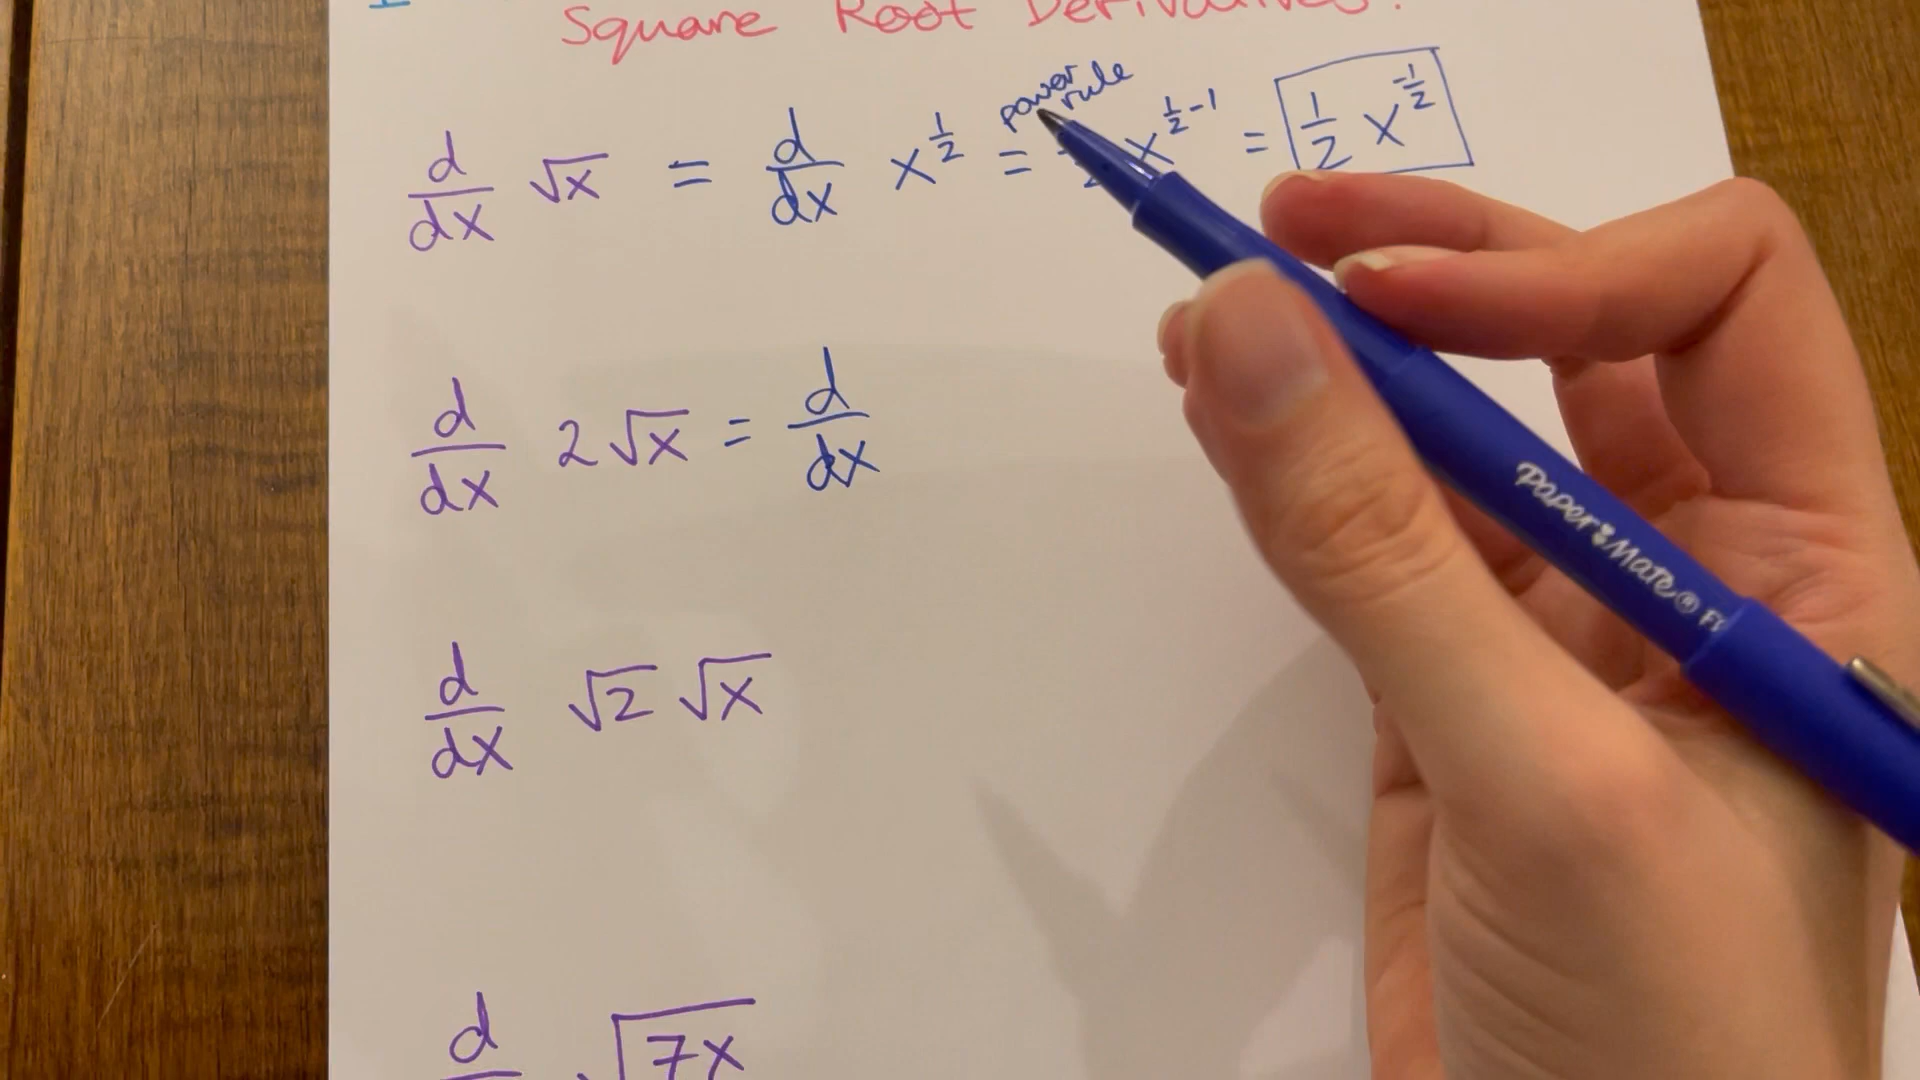 Square Root Derivatives!
power rule
d/dx √x = d/dx x^(1/2) = x^(1/2-1) = 1/2 x^(-1/2)
d/dx 2√x = d/dx
d/dx √2 √x
d √7x
Paper Mate®